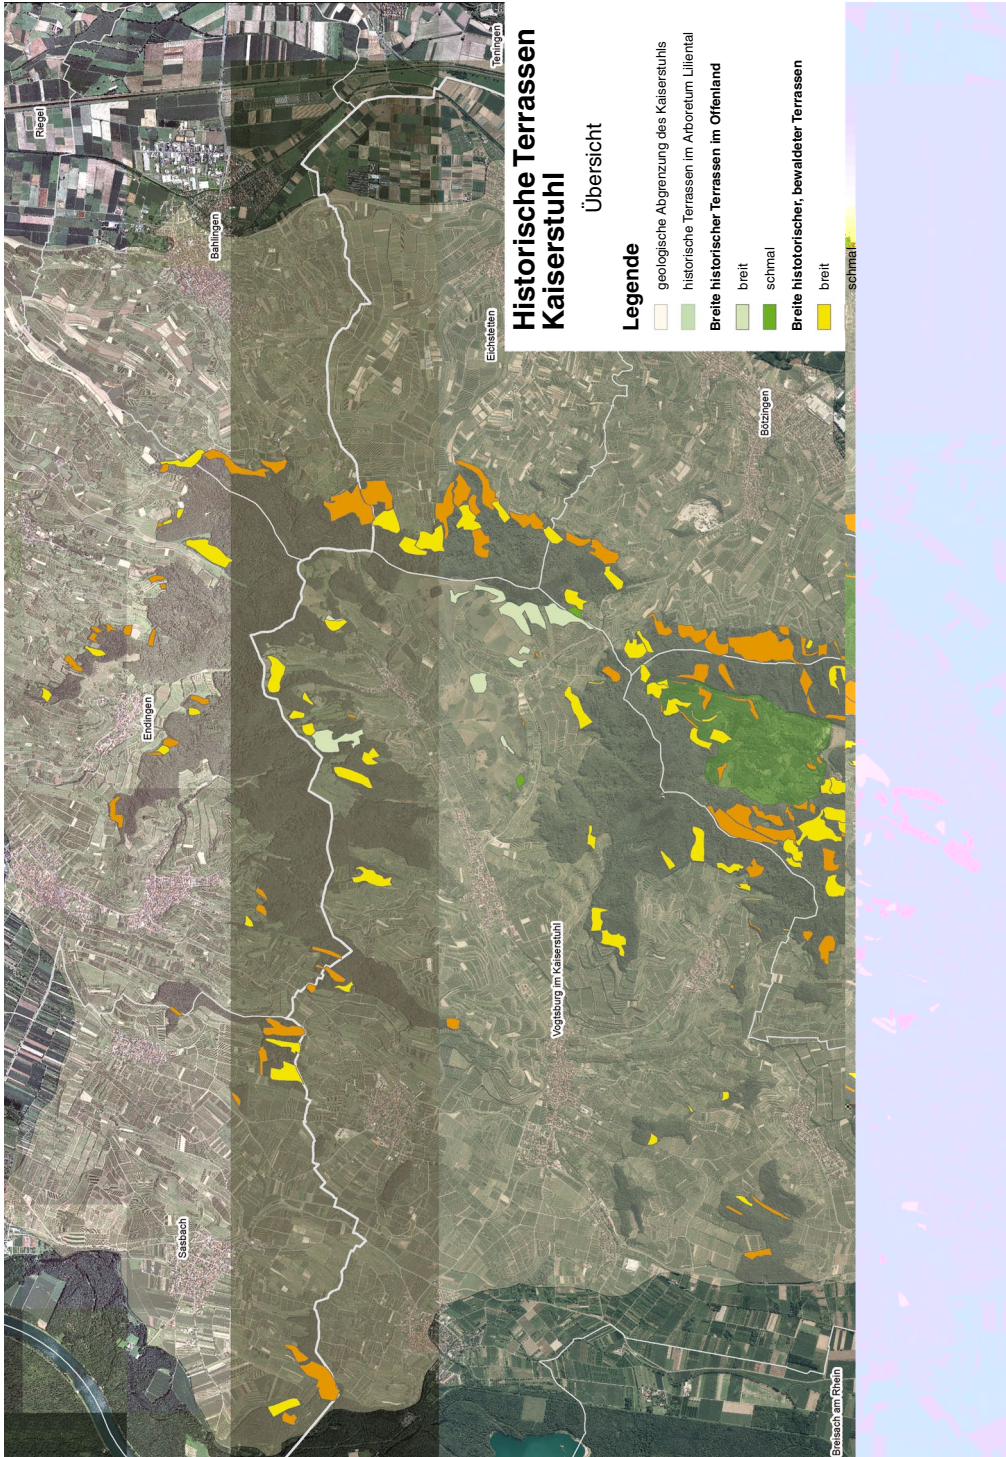 Historische Terrassen
Kaiserstuhl
Übersicht
Legende
geologische Abgrenzung des Kaiserstuhls
historische Terrassen im Arboretum Liliental
Breite historischer Terrassen im Offenland
breit
schmal
Breite histotorischer, bewaldeter Terrassen
breit
schmal
Riegel
Teningen
Bahlingen
Eichstetten
Bötzingen
Endingen
Vogtsburg im Kaiserstuhl
Sasbach
Breisach am Rhein